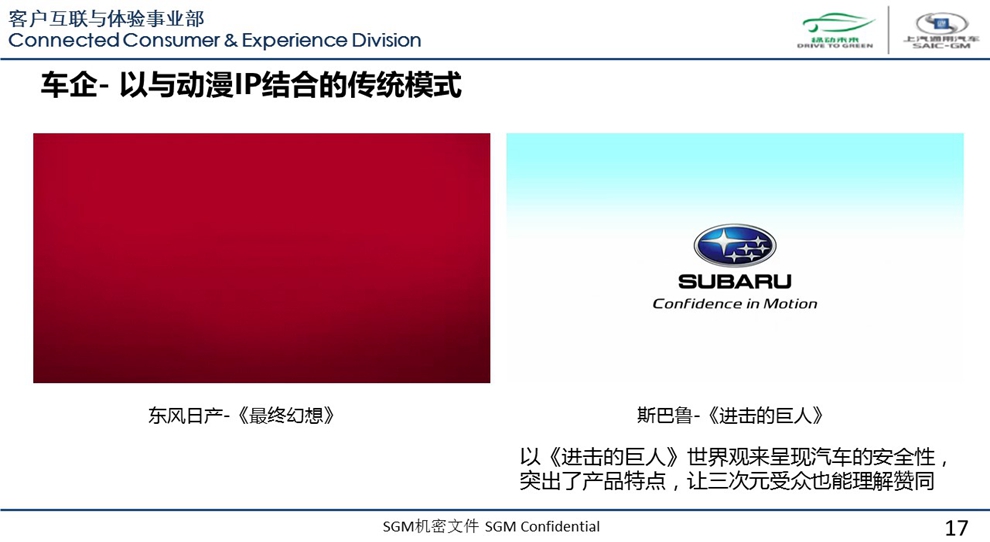 客户互联与体验事业部
Connected Consumer & Experience Division
绿动未来
DRIVE TO GREEN
上汽通用汽车
SAIC-GM
车企- 以与动漫IP结合的传统模式
SUBARU
Confidence in Motion
东风日产-《最终幻想》
斯巴鲁-《进击的巨人》
以《进击的巨人》世界观来呈现汽车的安全性，
突出了产品特点，让三次元受众也能理解赞同
SGM机密文件 SGM Confidential
17